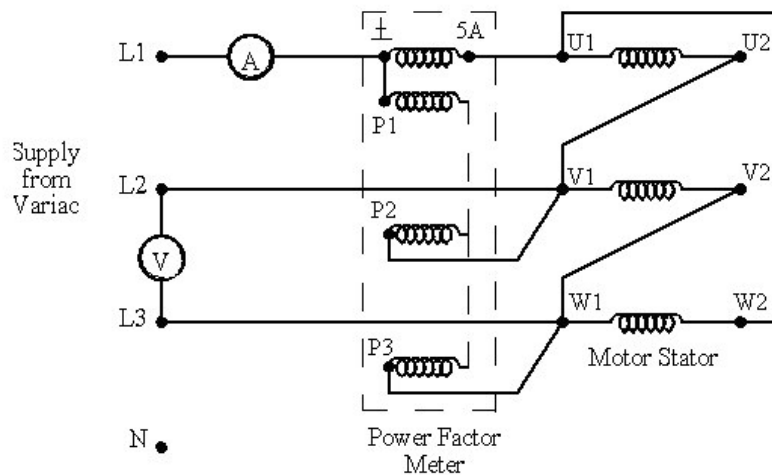 ± 5A U1 U2
L1 A
P1
Supply
from
Variac
L2 V1 V2
P2
V
L3 W1 W2
P3 Motor Stator
N
Power Factor
Meter